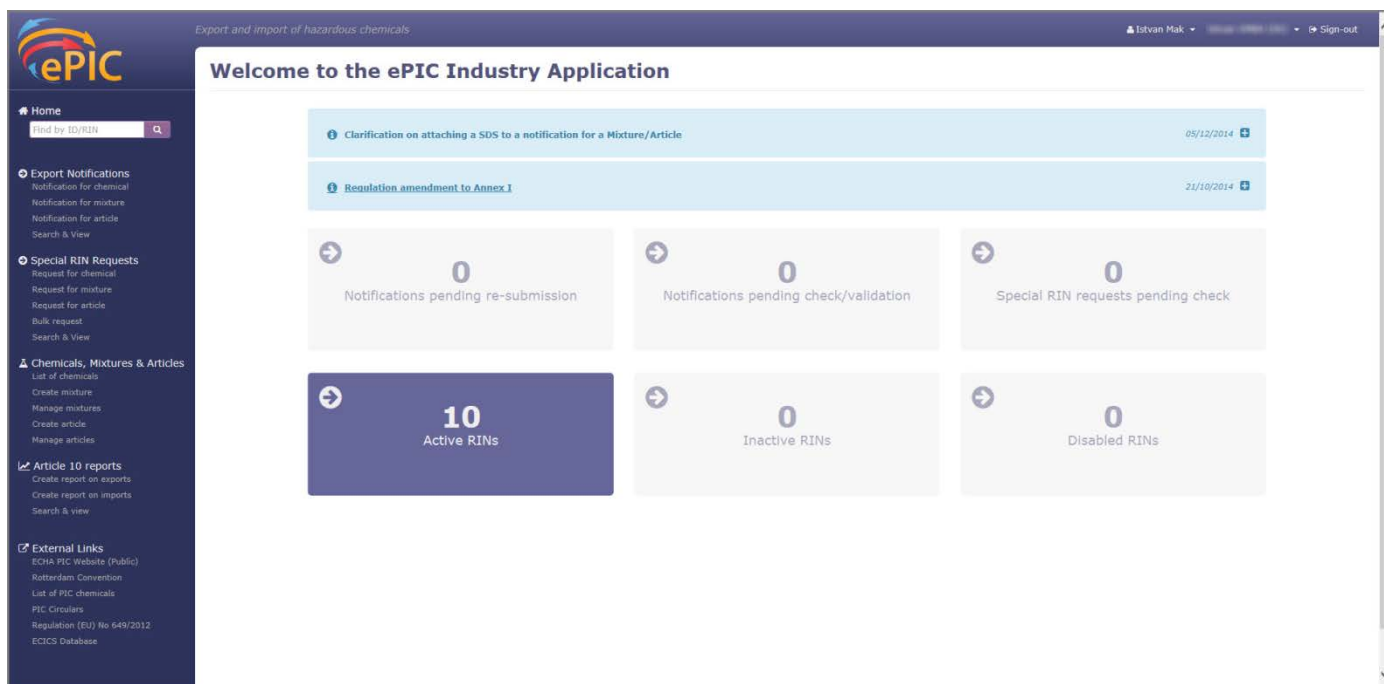 ePIC
Export and import of hazardous chemicals
Istvan Mak
Sign-out
Welcome to the ePIC Industry Application
Home
Find by ID/RIN
Export Notifications
Notification for chemical
Notification for mixture
Notification for article
Search & View
Special RIN Requests
Request for chemical
Request for mixture
Request for article
Bulk request
Search & View
Chemicals, Mixtures & Articles
List of chemicals
Create mixture
Manage mixtures
Create article
Manage articles
Article 10 reports
Create report on exports
Create report on imports
Search & view
External Links
ECHA PIC Website (Public)
Rotterdam Convention
List of PIC chemicals
PIC Circulars
Regulation (EU) No 649/2012
ECICS Database
Clarification on attaching a SDS to a notification for a Mixture/Article
05/12/2014
Regulation amendment to Annex I
21/10/2014
0
Notifications pending re-submission
0
Notifications pending check/validation
0
Special RIN requests pending check
10
Active RINs
0
Inactive RINs
0
Disabled RINs